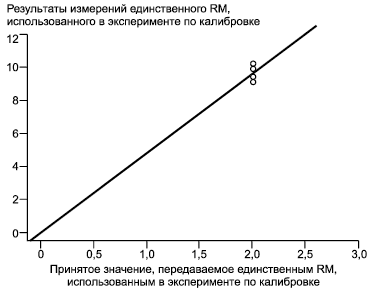 Результаты измерений единственного RM,
использованного в эксперименте по калибровке
12
10
8
6
4
2
0
0 0,5 1,0 1,5 2,0 2,5 3,0
Принятое значение, передаваемое единственным RM,
использованным в эксперименте по калибровке